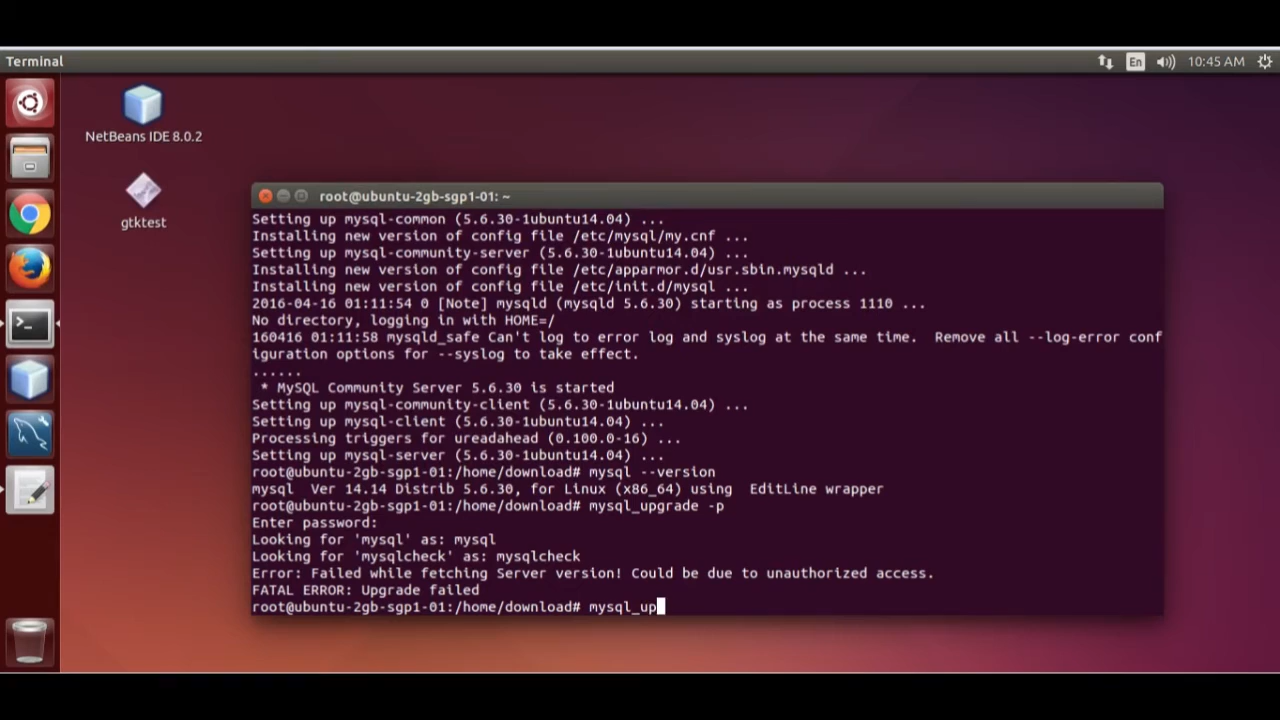 Terminal
En
10:45 AM
NetBeans IDE 8.0.2
gtktest
root@ubuntu-2gb-sgp1-01: ~
Setting up mysql-common (5.6.30-1ubuntu14.04) ...
Installing new version of config file /etc/mysql/my.cnf ...
Setting up mysql-community-server (5.6.30-1ubuntu14.04) ...
Installing new version of config file /etc/apparmor.d/usr.sbin.mysqld ...
Installing new version of config file /etc/init.d/mysql ...
2016-04-16 01:11:54 0 [Note] mysqld (mysqld 5.6.30) starting as process 1110 ...
No directory, logging in with HOME=/
160416 01:11:58 mysqld_safe Can't log to error log and syslog at the same time.  Remove all --log-error conf
iguration options for --syslog to take effect.
......
 * MySQL Community Server 5.6.30 is started
Setting up mysql-community-client (5.6.30-1ubuntu14.04) ...
Setting up mysql-client (5.6.30-1ubuntu14.04) ...
Processing triggers for ureadahead (0.100.0-16) ...
Setting up mysql-server (5.6.30-1ubuntu14.04) ...
root@ubuntu-2gb-sgp1-01:/home/download# mysql --version
mysql  Ver 14.14 Distrib 5.6.30, for Linux (x86_64) using  EditLine wrapper
root@ubuntu-2gb-sgp1-01:/home/download# mysql_upgrade -p
Enter password:
Looking for 'mysql' as: mysql
Looking for 'mysqlcheck' as: mysqlcheck
Error: Failed while fetching Server version! Could be due to unauthorized access.
FATAL ERROR: Upgrade failed
root@ubuntu-2gb-sgp1-01:/home/download# mysql_up